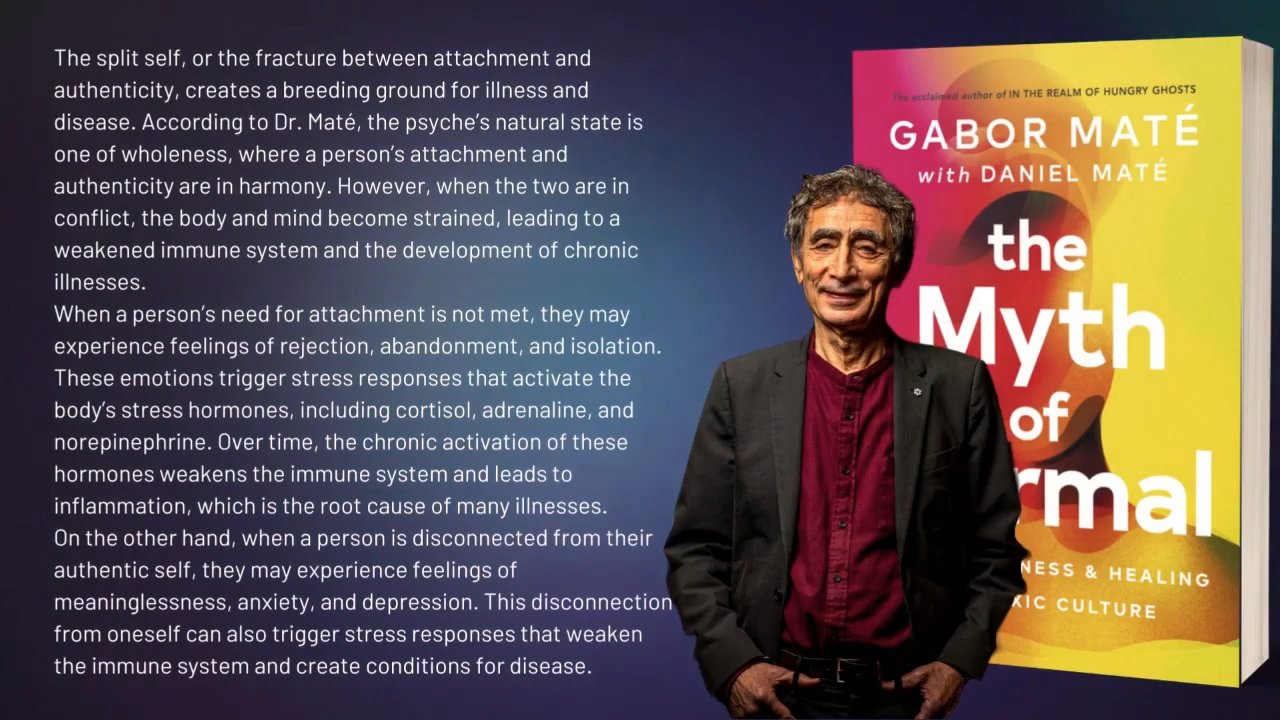 The split self, or the fracture between attachment and
authenticity, creates a breeding ground for illness and
disease. According to Dr. Maté, the psyche's natural state is
one of wholeness, where a person's attachment and
authenticity are in harmony. However, when the two are in
conflict, the body and mind become strained, leading to a
weakened immune system and the development of chronic
illnesses.
When a person's need for attachment is not met, they may
experience feelings of rejection, abandonment, and isolation.
These emotions trigger stress responses that activate the
body's stress hormones, including cortisol, adrenaline, and
norepinephrine. Over time, the chronic activation of these
hormones weakens the immune system and leads to
inflammation, which is the root cause of many illnesses.
On the other hand, when a person is disconnected from their
authentic self, they may experience feelings of
meaninglessness, anxiety, and depression. This disconnection
from oneself can also trigger stress responses that weaken
the immune system and create conditions for disease.
The acclaimed author of IN THE REALM OF HUNGRY GHOSTS
GABOR MATÉ
with DANIEL MATÉ
the
Myth
of
rmal
NESS & HEALING
XIC CULTURE